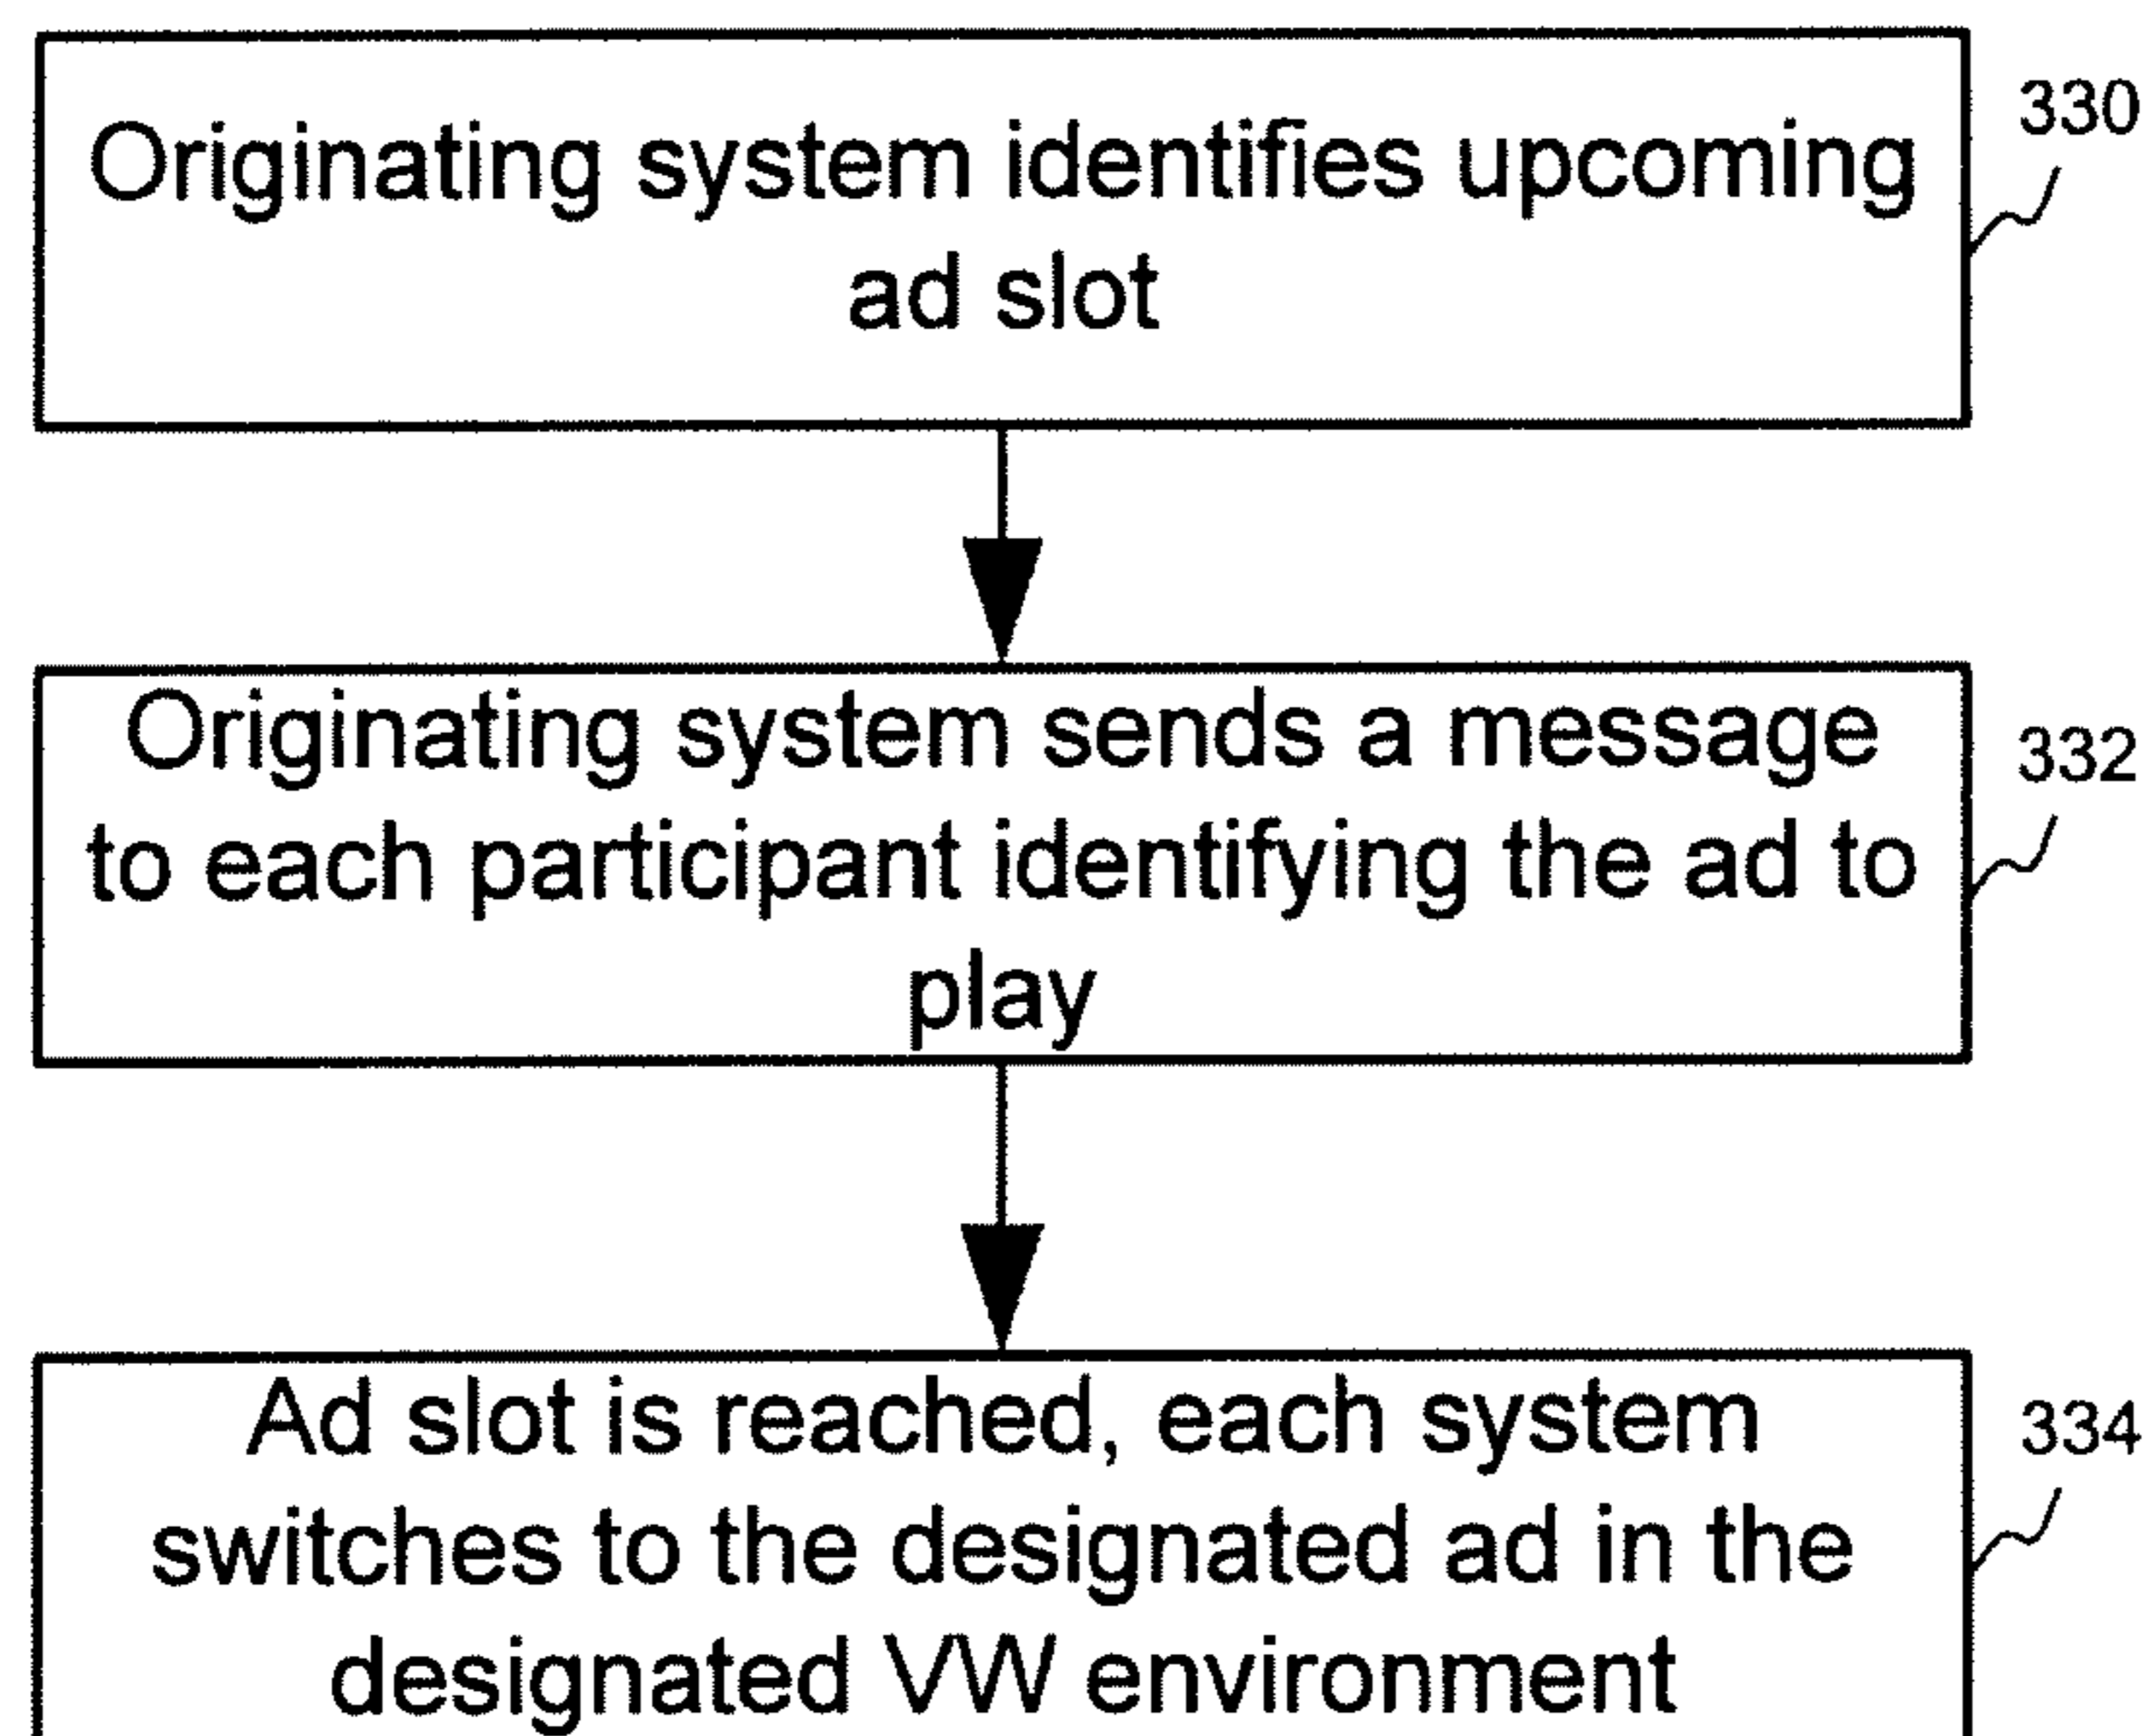 Originating system identifies upcoming
ad slot
330
Originating system sends a message
to each participant identifying the ad to
play
332
Ad slot is reached, each system
switches to the designated ad in the
designated VW environment
334